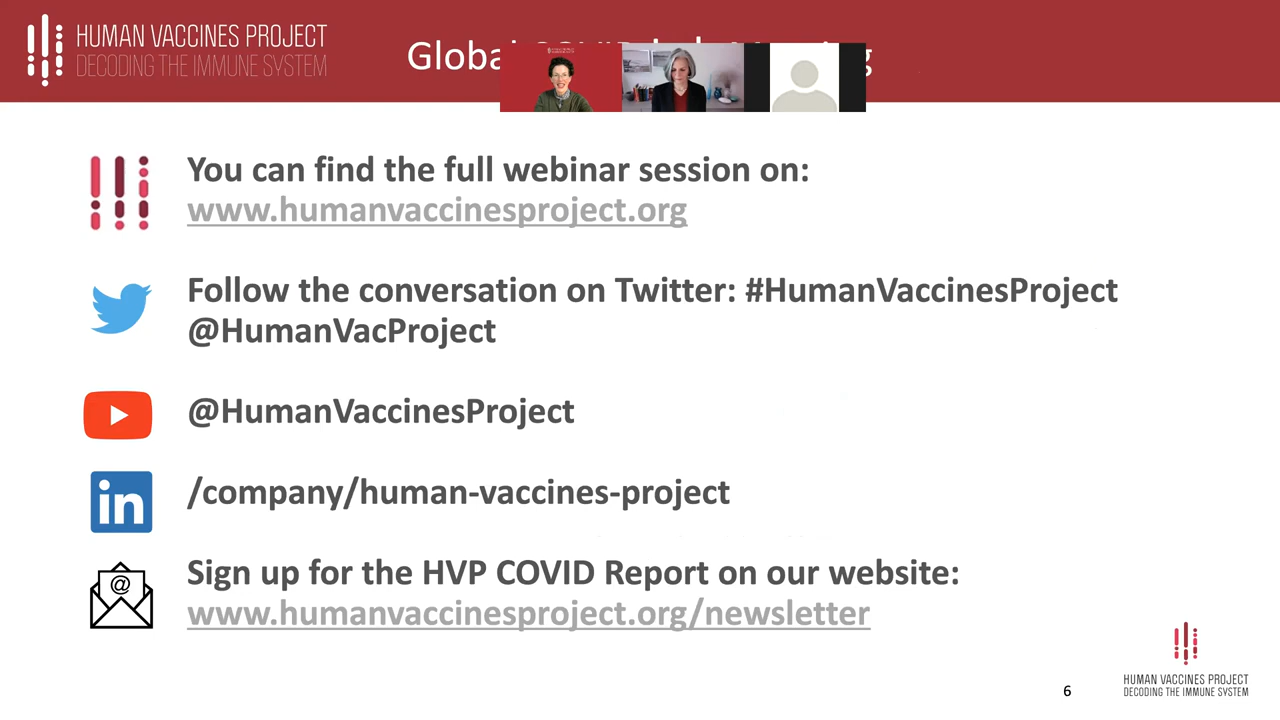 HUMAN VACCINES PROJECT
DECODING THE IMMUNE SYSTEM
Global
You can find the full webinar session on:
www.humanvaccinesproject.org
Follow the conversation on Twitter: #HumanVaccinesProject
@HumanVacProject
@HumanVaccinesProject
in
/company/human-vaccines-project
@
Sign up for the HVP COVID Report on our website:
www.humanvaccinesproject.org/newsletter
6
HUMAN VACCINES PROJECT
DECODING THE IMMUNE SYSTEM